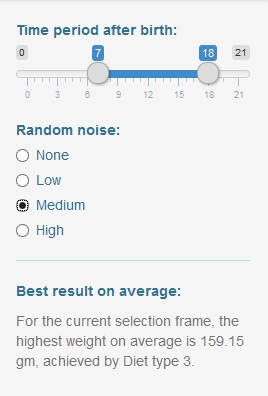 Time period after birth:
0 7 18 21
0 3 6 9 12 15 18 21
Random noise:
None
Low
Medium
High
Best result on average:
For the current selection frame, the
highest weight on average is 159.15
gm, achieved by Diet type 3.